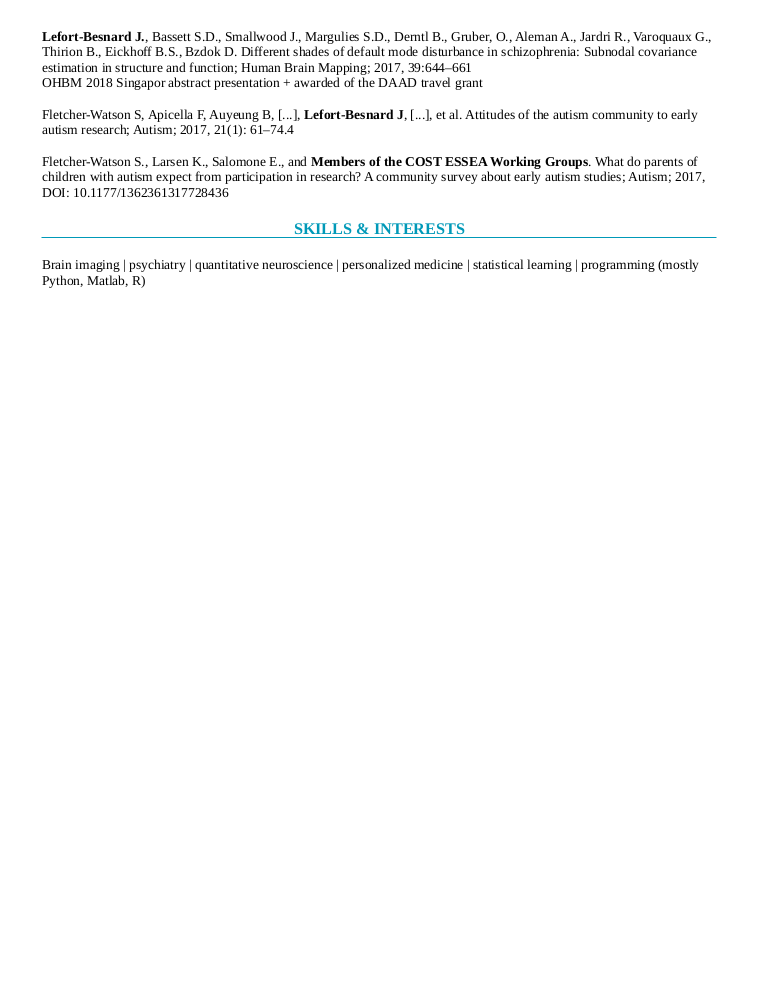 Lefort-Besnard J., Bassett S.D., Smallwood J., Margulies S.D., Derntl B., Gruber, O., Aleman A., Jardri R., Varoquaux G.,
Thirion B., Eickhoff B.S., Bzdok D. Different shades of default mode disturbance in schizophrenia: Subnodal covariance
estimation in structure and function; Human Brain Mapping; 2017, 39:644–661
OHBM 2018 Singapor abstract presentation + awarded of the DAAD travel grant
Fletcher-Watson S, Apicella F, Auyeung B, [...], Lefort-Besnard J, [...], et al. Attitudes of the autism community to early
autism research; Autism; 2017, 21(1): 61–74.4
Fletcher-Watson S., Larsen K., Salomone E., and Members of the COST ESSEA Working Groups. What do parents of
children with autism expect from participation in research? A community survey about early autism studies; Autism; 2017,
DOI: 10.1177/1362361317728436
SKILLS & INTERESTS
Brain imaging | psychiatry | quantitative neuroscience | personalized medicine | statistical learning | programming (mostly
Python, Matlab, R)